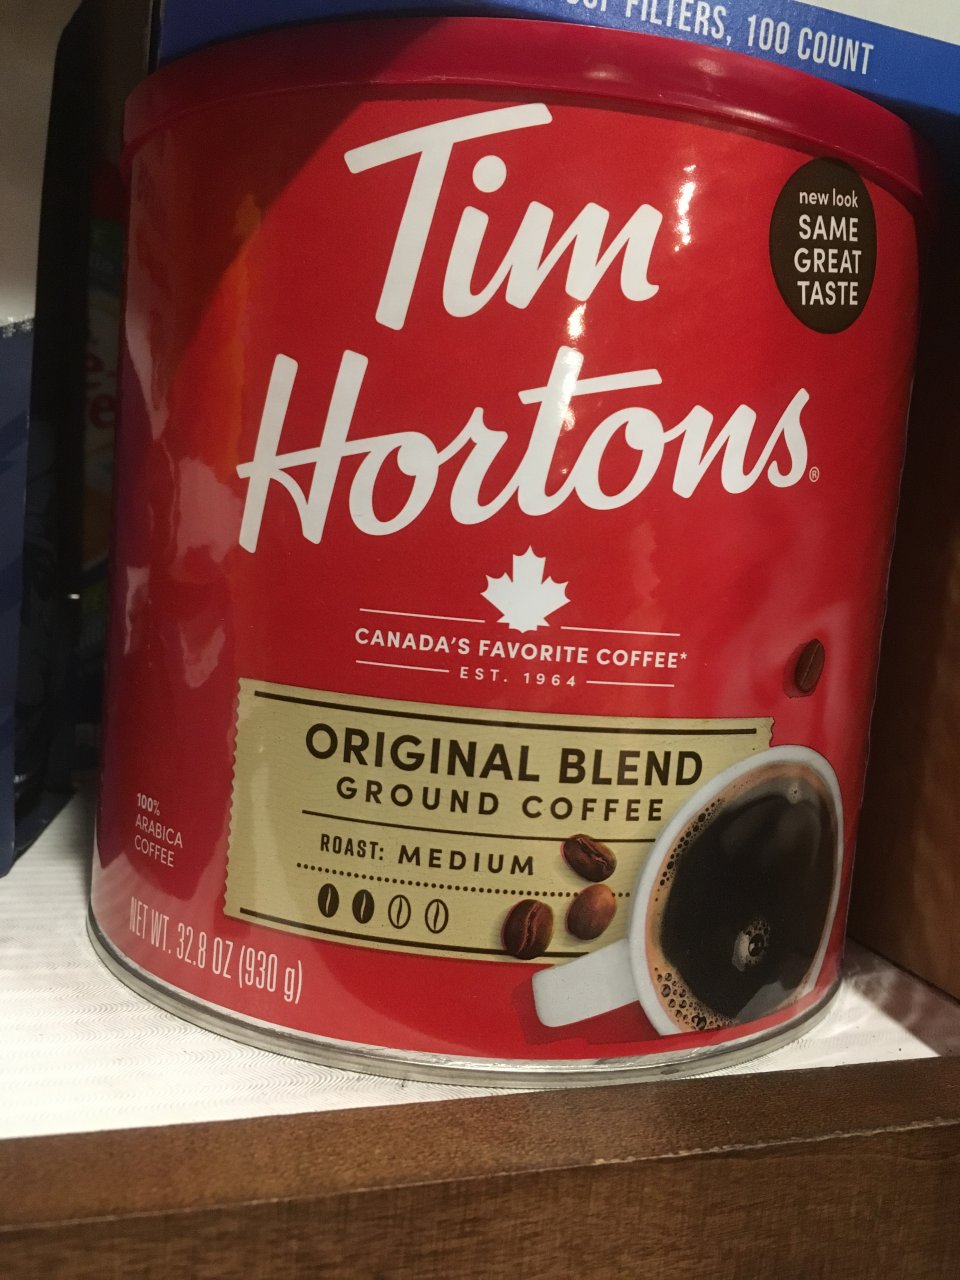 FILTERS, 100 COUNT
Tim
Hortons®
new look
SAME
GREAT
TASTE
CANADA'S FAVORITE COFFEE*
EST. 1964
ORIGINAL BLEND
GROUND COFFEE
ROAST: MEDIUM
100%
ARABICA
COFFEE
NET WT. 32.8 OZ (930 g)